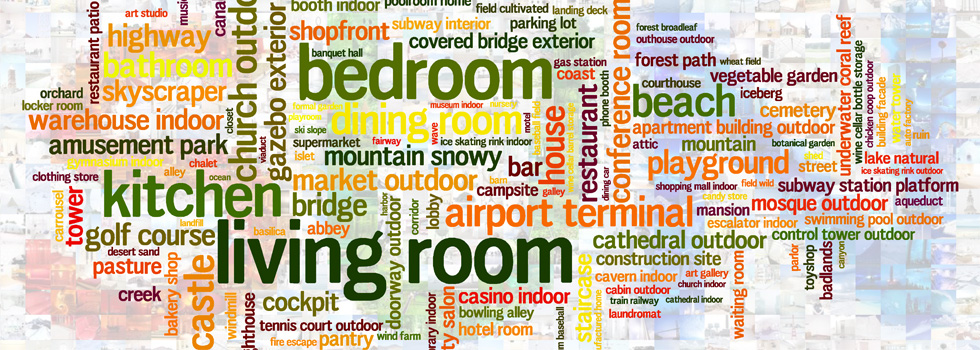 booth indoor
poolroom home
field cultivated
landing deck
art studio
highway
shopfront
subway interior
parking lot
covered bridge exterior
forest broadleaf
outhouse outdoor
restaurant patio
church outdo
gazebo exterior
banquet hall
bathroom
bedroom
gas station
coast
phone booth
conference room
forest path
wheat field
underwater coral reef
wine cellar bottle storage
chicken coop outdoor
building facade
skyscraper
courthouse
vegetable garden
iceberg
orchard
locker room
closet
formal garden
museum indoor
nursery
beach
cemetery
warehouse indoor
dining room
motel
restaurant
apartment building outdoor
ruin
amusement park
viaduct
ski slope
supermarket
fairway
wave
ice skating rink indoor
house
attic
mountain
botanical garden
gymnasium indoor
chalet
islet
mountain snowy
bar
playground
street
shed
lake natural
ice skating rink outdoor
clothing store
alley
ocean
market outdoor
barn
campsite
galley
dining car
shopping mall indoor
field wild
subway station platform
carrousel
tower
kitchen
bridge
harbor
doorway outdoor
corridor
lobby
airport terminal
mansion
candy store
mosque outdoor
aqueduct
escalator indoor
swimming pool outdoor
golf course
landfill
basilica
abbey
living room
cathedral outdoor
control tower outdoor
desert sand
pasture
construction site
parlor
toyshop
badlands
canyon
bakery shop
castle
staircase
cavern indoor
art gallery
church indoor
waiting room
creek
windmill
cockpit
casino indoor
cabin outdoor
train railway
cathedral indoor
bowling alley
laundromat
tennis court outdoor
hotel room
fire escape
pantry
wind farm